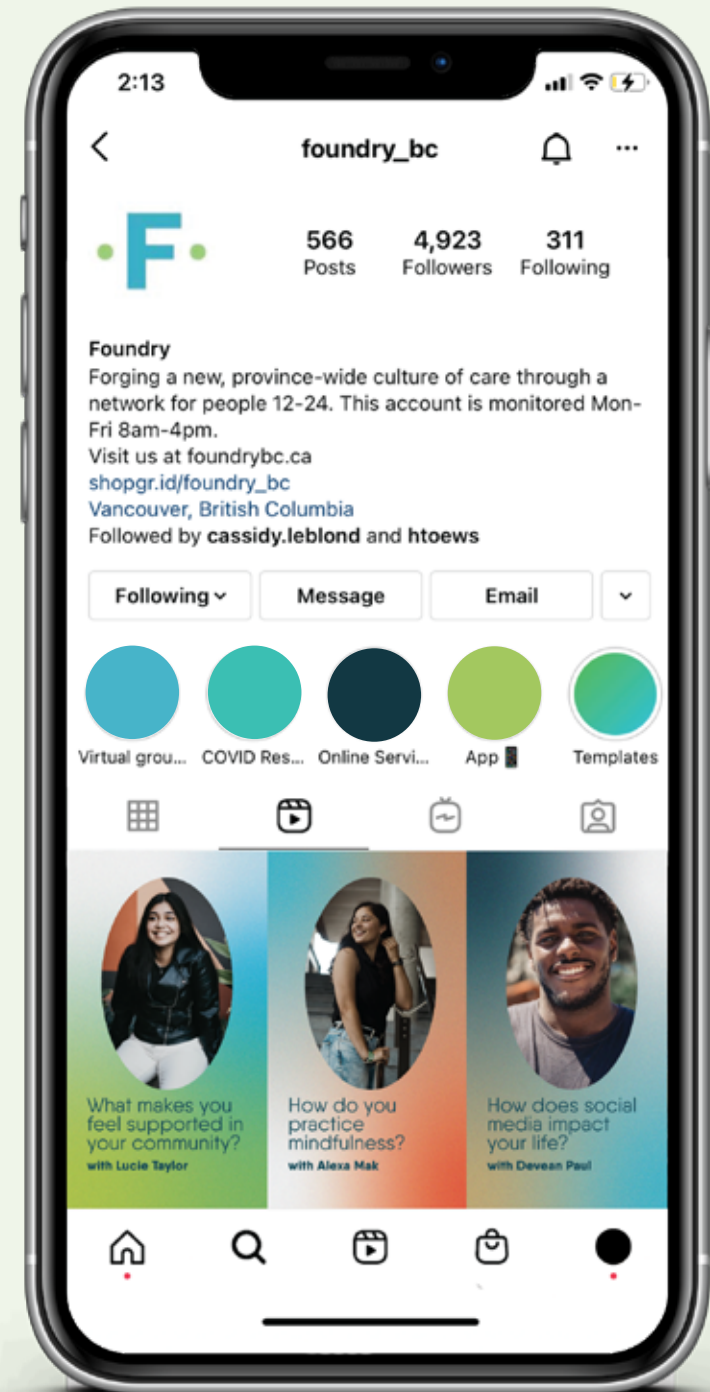 2:13
foundry_bc
F
566 4,923 311
Posts Followers Following
Foundry
Forging a new, province-wide culture of care through a
network for people 12-24. This account is monitored Mon-
Fri 8am-4pm.
Visit us at foundrybc.ca
shopgr.id/foundry_bc
Vancouver, British Columbia
Followed by cassidy.leblond and htoews
Following Message Email
Virtual grou... COVID Res... Online Servi... App📱 Templates
What makes you
feel supported in
your community?
with Lucie Taylor
How do you
practice
mindfulness?
with Alexa Mak
How does social
media impact
your life?
with Devean Paul